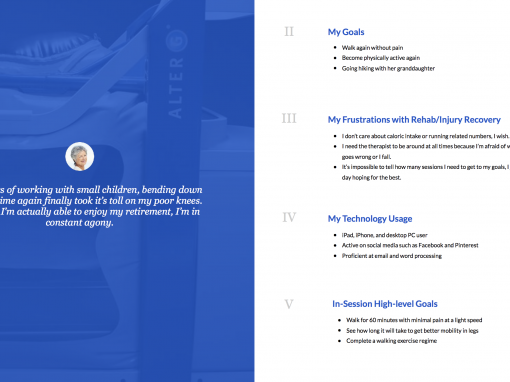 ALTER G
s of working with small children, bending down
ime again finally took it's toll on my poor knees.
I'm actually able to enjoy my retirement, I'm in
constant agony.
II
My Goals
Walk again without pain
Become physically active again
Going hiking with her granddaughter
III
My Frustrations with Rehab/Injury Recovery
I don't care about caloric intake or running related numbers, I wish.
I need the therapist to be around at all times because I'm afraid of w
goes wrong or I fall.
It's impossible to tell how many sessions I need to get to my goals, I
day hoping for the best.
IV
My Technology Usage
iPad, iPhone, and desktop PC user
Active on social media such as Facebook and Pinterest
Proficient at email and word processing
V
In-Session High-level Goals
Walk for 60 minutes with minimal pain at a light speed
See how long it will take to get better mobility in legs
Complete a walking exercise regime